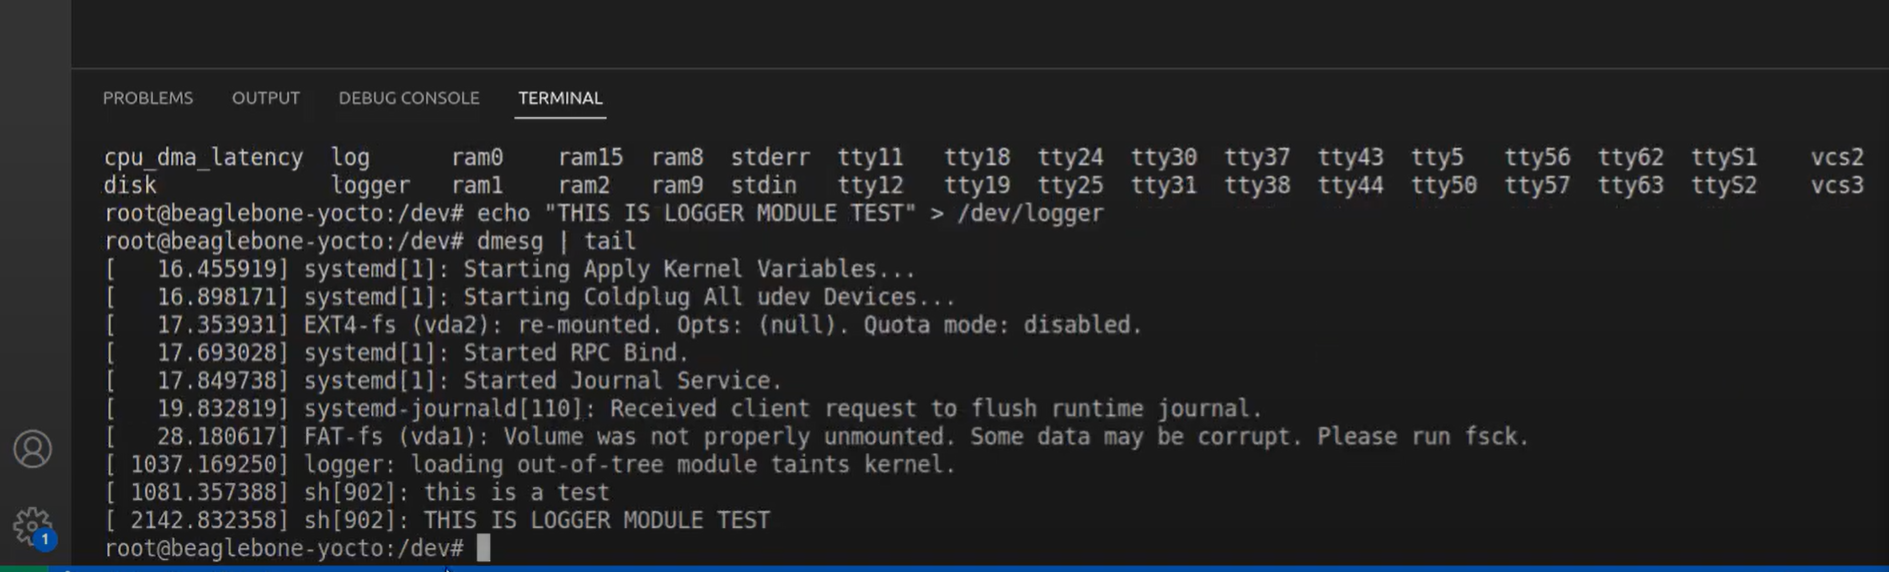 PROBLEMS OUTPUT DEBUG CONSOLE TERMINAL
cpu_dma_latency log ram0 ram15 ram8 stderr tty11 tty18 tty24 tty30 tty37 tty43 tty5 tty56 tty62 ttyS1 vcs2
disk logger ram1 ram2 ram9 stdin tty12 tty19 tty25 tty31 tty38 tty44 tty50 tty57 tty63 ttyS2 vcs3
root@beaglebone-yocto:/dev# echo "THIS IS LOGGER MODULE TEST" > /dev/logger
root@beaglebone-yocto:/dev# dmesg | tail
[   16.455919] systemd[1]: Starting Apply Kernel Variables...
[   16.898171] systemd[1]: Starting Coldplug All udev Devices...
[   17.353931] EXT4-fs (vda2): re-mounted. Opts: (null). Quota mode: disabled.
[   17.693028] systemd[1]: Started RPC Bind.
[   17.849738] systemd[1]: Started Journal Service.
[   19.832819] systemd-journald[110]: Received client request to flush runtime journal.
[   28.180617] FAT-fs (vda1): Volume was not properly unmounted. Some data may be corrupt. Please run fsck.
[ 1037.169250] logger: loading out-of-tree module taints kernel.
[ 1081.357388] sh[902]: this is a test
[ 2142.832358] sh[902]: THIS IS LOGGER MODULE TEST
root@beaglebone-yocto:/dev#
1